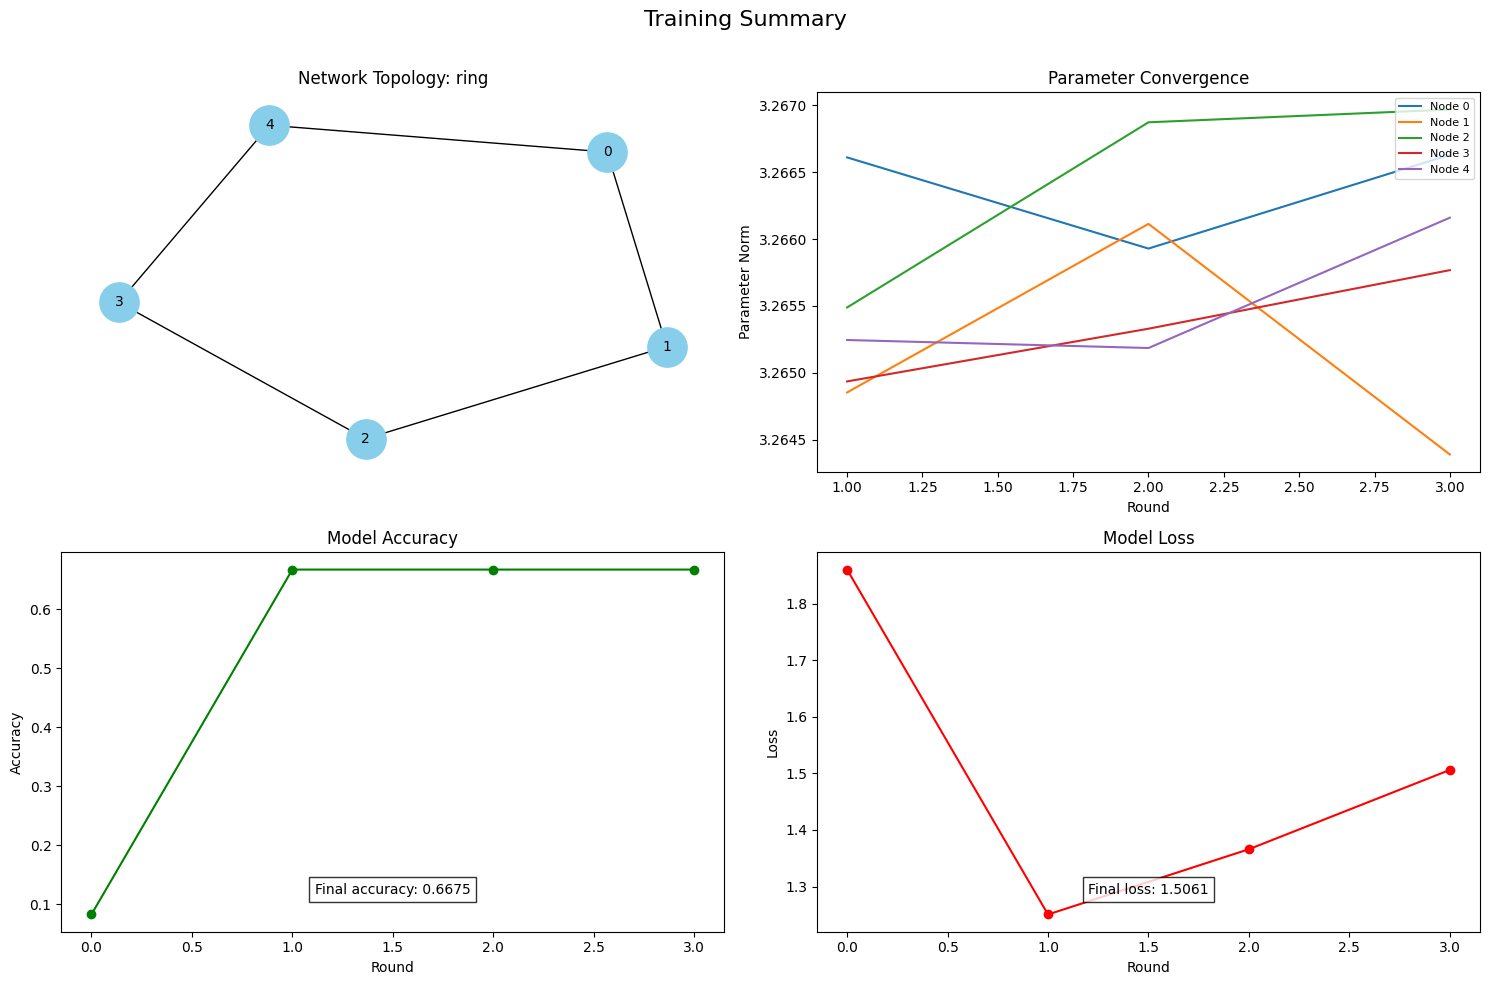 Training Summary
Network Topology: ring
4
0
3
1
2
Parameter Convergence
3.2670
3.2665
3.2660
3.2655
3.2650
3.2645
Parameter Norm
Node 0
Node 1
Node 2
Node 3
Node 4
1.00 1.25 1.50 1.75 2.00 2.25 2.50 2.75 3.00
Round
Model Accuracy
0.6
0.5
0.4
0.3
0.2
0.1
Accuracy
Final accuracy: 0.6675
0.0 0.5 1.0 1.5 2.0 2.5 3.0
Round
Model Loss
1.8
1.7
1.6
1.5
1.4
1.3
Loss
Final loss: 1.5061
0.0 0.5 1.0 1.5 2.0 2.5 3.0
Round